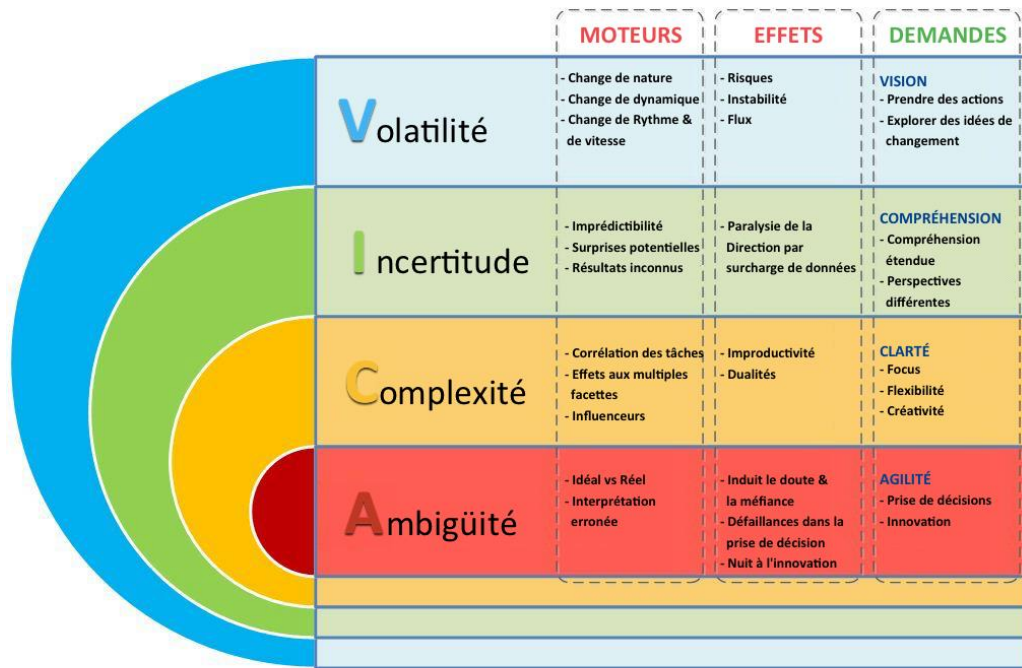 MOTEURS
EFFETS
DEMANDES
Volatilité
- Change de nature
- Change de dynamique
- Change de Rythme &
de vitesse
- Risques
- Instabilité
- Flux
VISION
- Prendre des actions
- Explorer des idées de
changement
Incertitude
- Imprédictibilité
- Surprises potentielles
- Résultats inconnus
- Paralysie de la
Direction par
surcharge de données
COMPRÉHENSION
- Compréhension
étendue
- Perspectives
différentes
Complexité
- Corrélation des tâches
- Effets aux multiples
facettes
- Influenceurs
- Improductivité
- Dualités
CLARTÉ
- Focus
- Flexibilité
- Créativité
Ambigüité
- Idéal vs Réel
- Interprétation
erronée
- Induit le doute &
la méfiance
- Défaillances dans la
prise de décision
- Nuit à l'innovation
AGILITÉ
- Prise de décisions
- Innovation